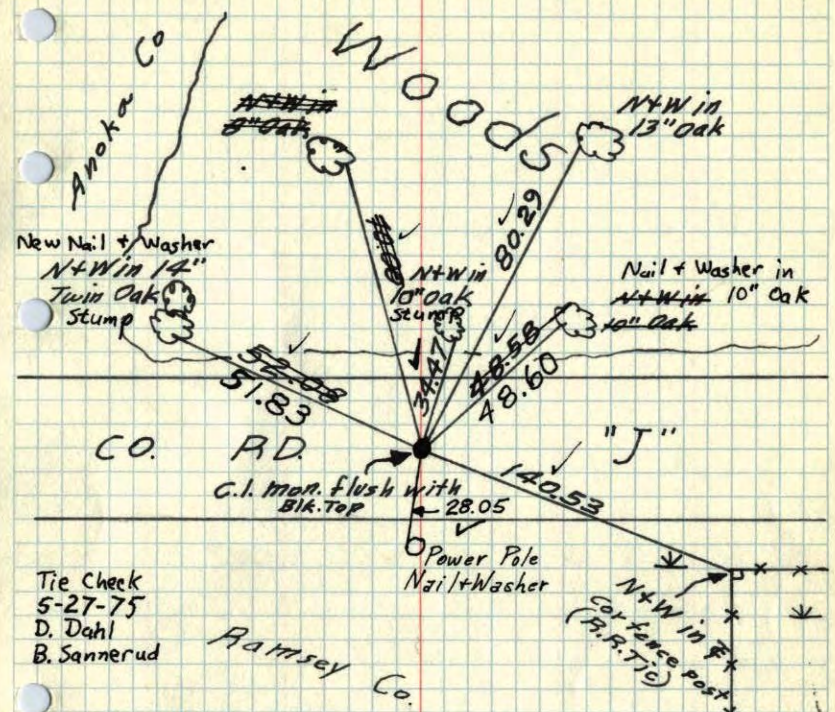 Anoka Co
Woods
N+W in
8" Oak
N+W in
13" Oak
New Nail + Washer
N+W in 14"
Twin Oak
Stump
N+W in
10" Oak
Stump
80.29
Nail + Washer in
N+W in 10" Oak
10" Oak
34.47
52.08
51.83
48.58
48.60
CO. RD. "J"
C.I. mon. flush with
Blk. Top
28.05
140.53
Power Pole
Nail + Washer
N+W in
cor fence post
(R.R. Tie)
Tie Check
5-27-75
D. Dahl
B. Sannerud
Ramsey Co.